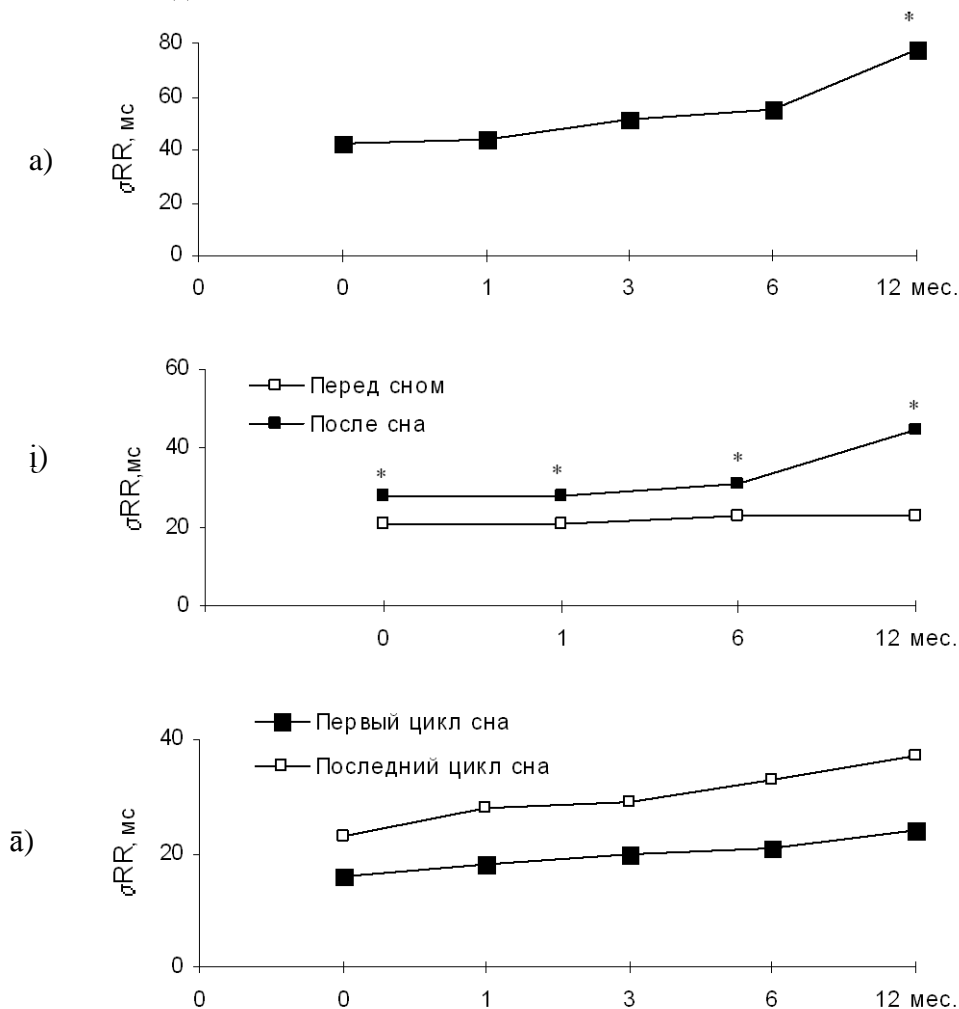 *
80
60
40
20
0
σRR, мс
а)
0 0 1 3 6 12 мес.
60
40
20
0
Перед сном
После сна
* * * *
σRR,мс
į)
0 1 6 12 мес.
40
20
0
Первый цикл сна
Последний цикл сна
σRR, мс
ā)
0 0 1 3 6 12 мес.